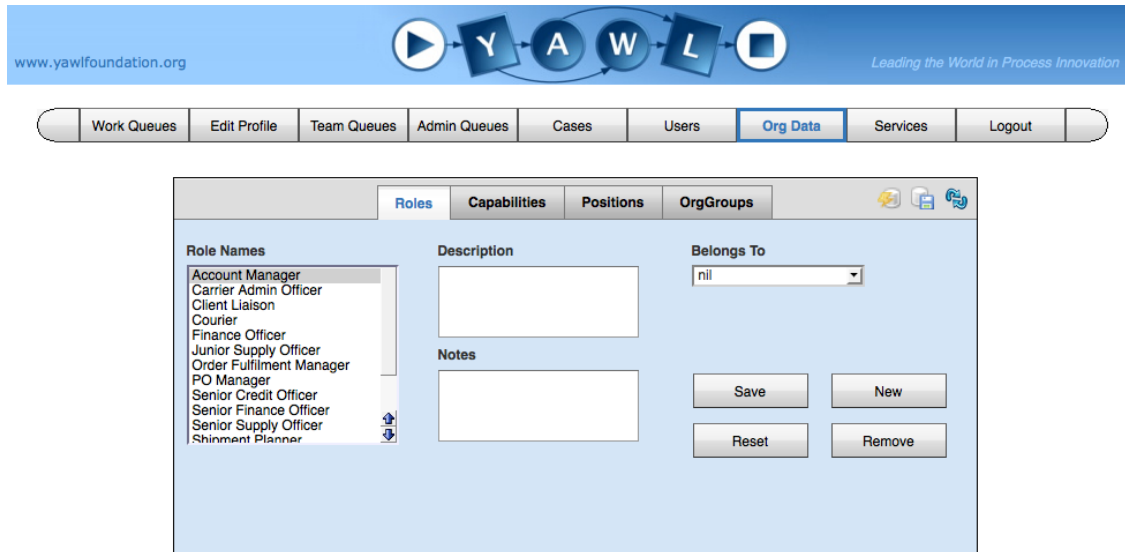 YAWL
www.yawlfoundation.org
Leading the World in Process Innovation
Work Queues Edit Profile Team Queues Admin Queues Cases Users Org Data Services Logout
Roles Capabilities Positions OrgGroups
Role Names
Account Manager
Carrier Admin Officer
Client Liaison
Courier
Finance Officer
Junior Supply Officer
Order Fulfilment Manager
PO Manager
Senior Credit Officer
Senior Finance Officer
Senior Supply Officer
Shipment Planner
Description
Notes
Belongs To
nil
Save New
Reset Remove